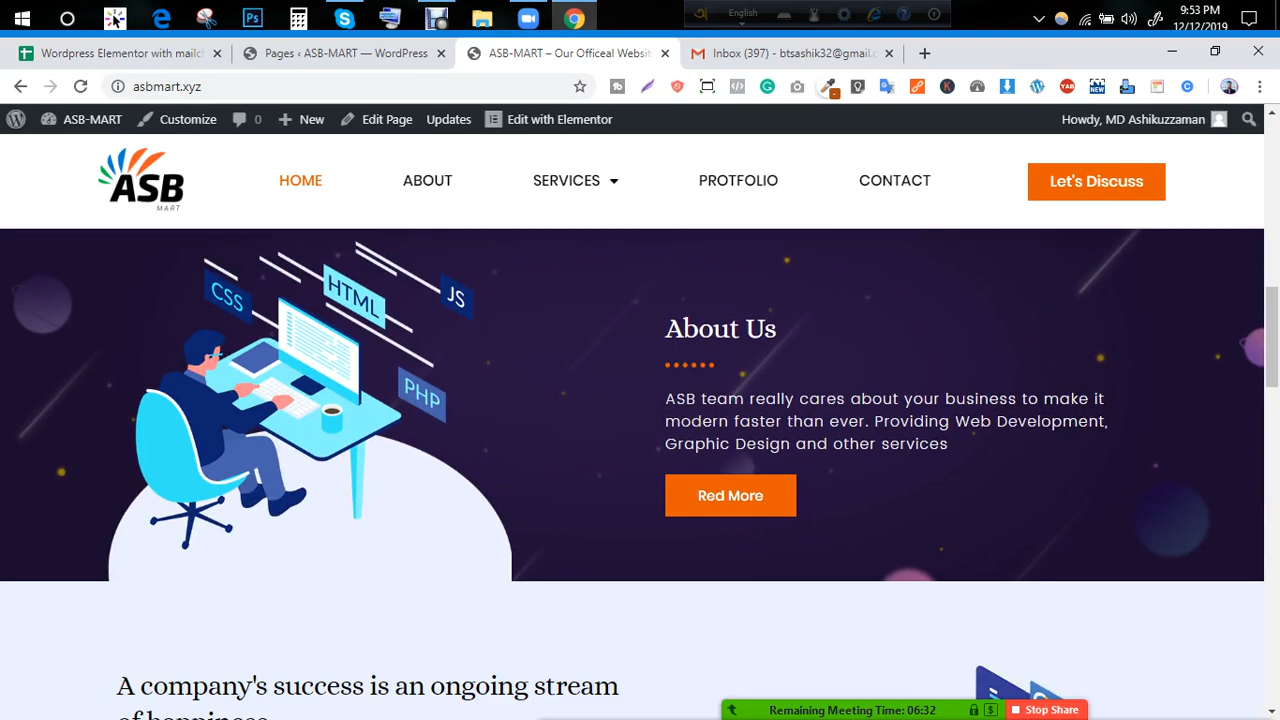 English
9:53 PM
12/12/2019
Wordpress Elementor with mailch
Pages ‹ ASB-MART — WordPress
ASB-MART – Our Officeal Website
Inbox (397) - btsashik32@gmail.c
asbmart.xyz
ASB-MART
Customize
0
New
Edit Page
Updates
Edit with Elementor
Howdy, MD Ashikuzzaman
ASB
MART
HOME
ABOUT
SERVICES
PROTFOLIO
CONTACT
Let's Discuss
CSS
HTML
JS
PHP
About Us
ASB team really cares about your business to make it
modern faster than ever. Providing Web Development,
Graphic Design and other services
Red More
A company's success is an ongoing stream
of happiness
Remaining Meeting Time: 06:32
Stop Share